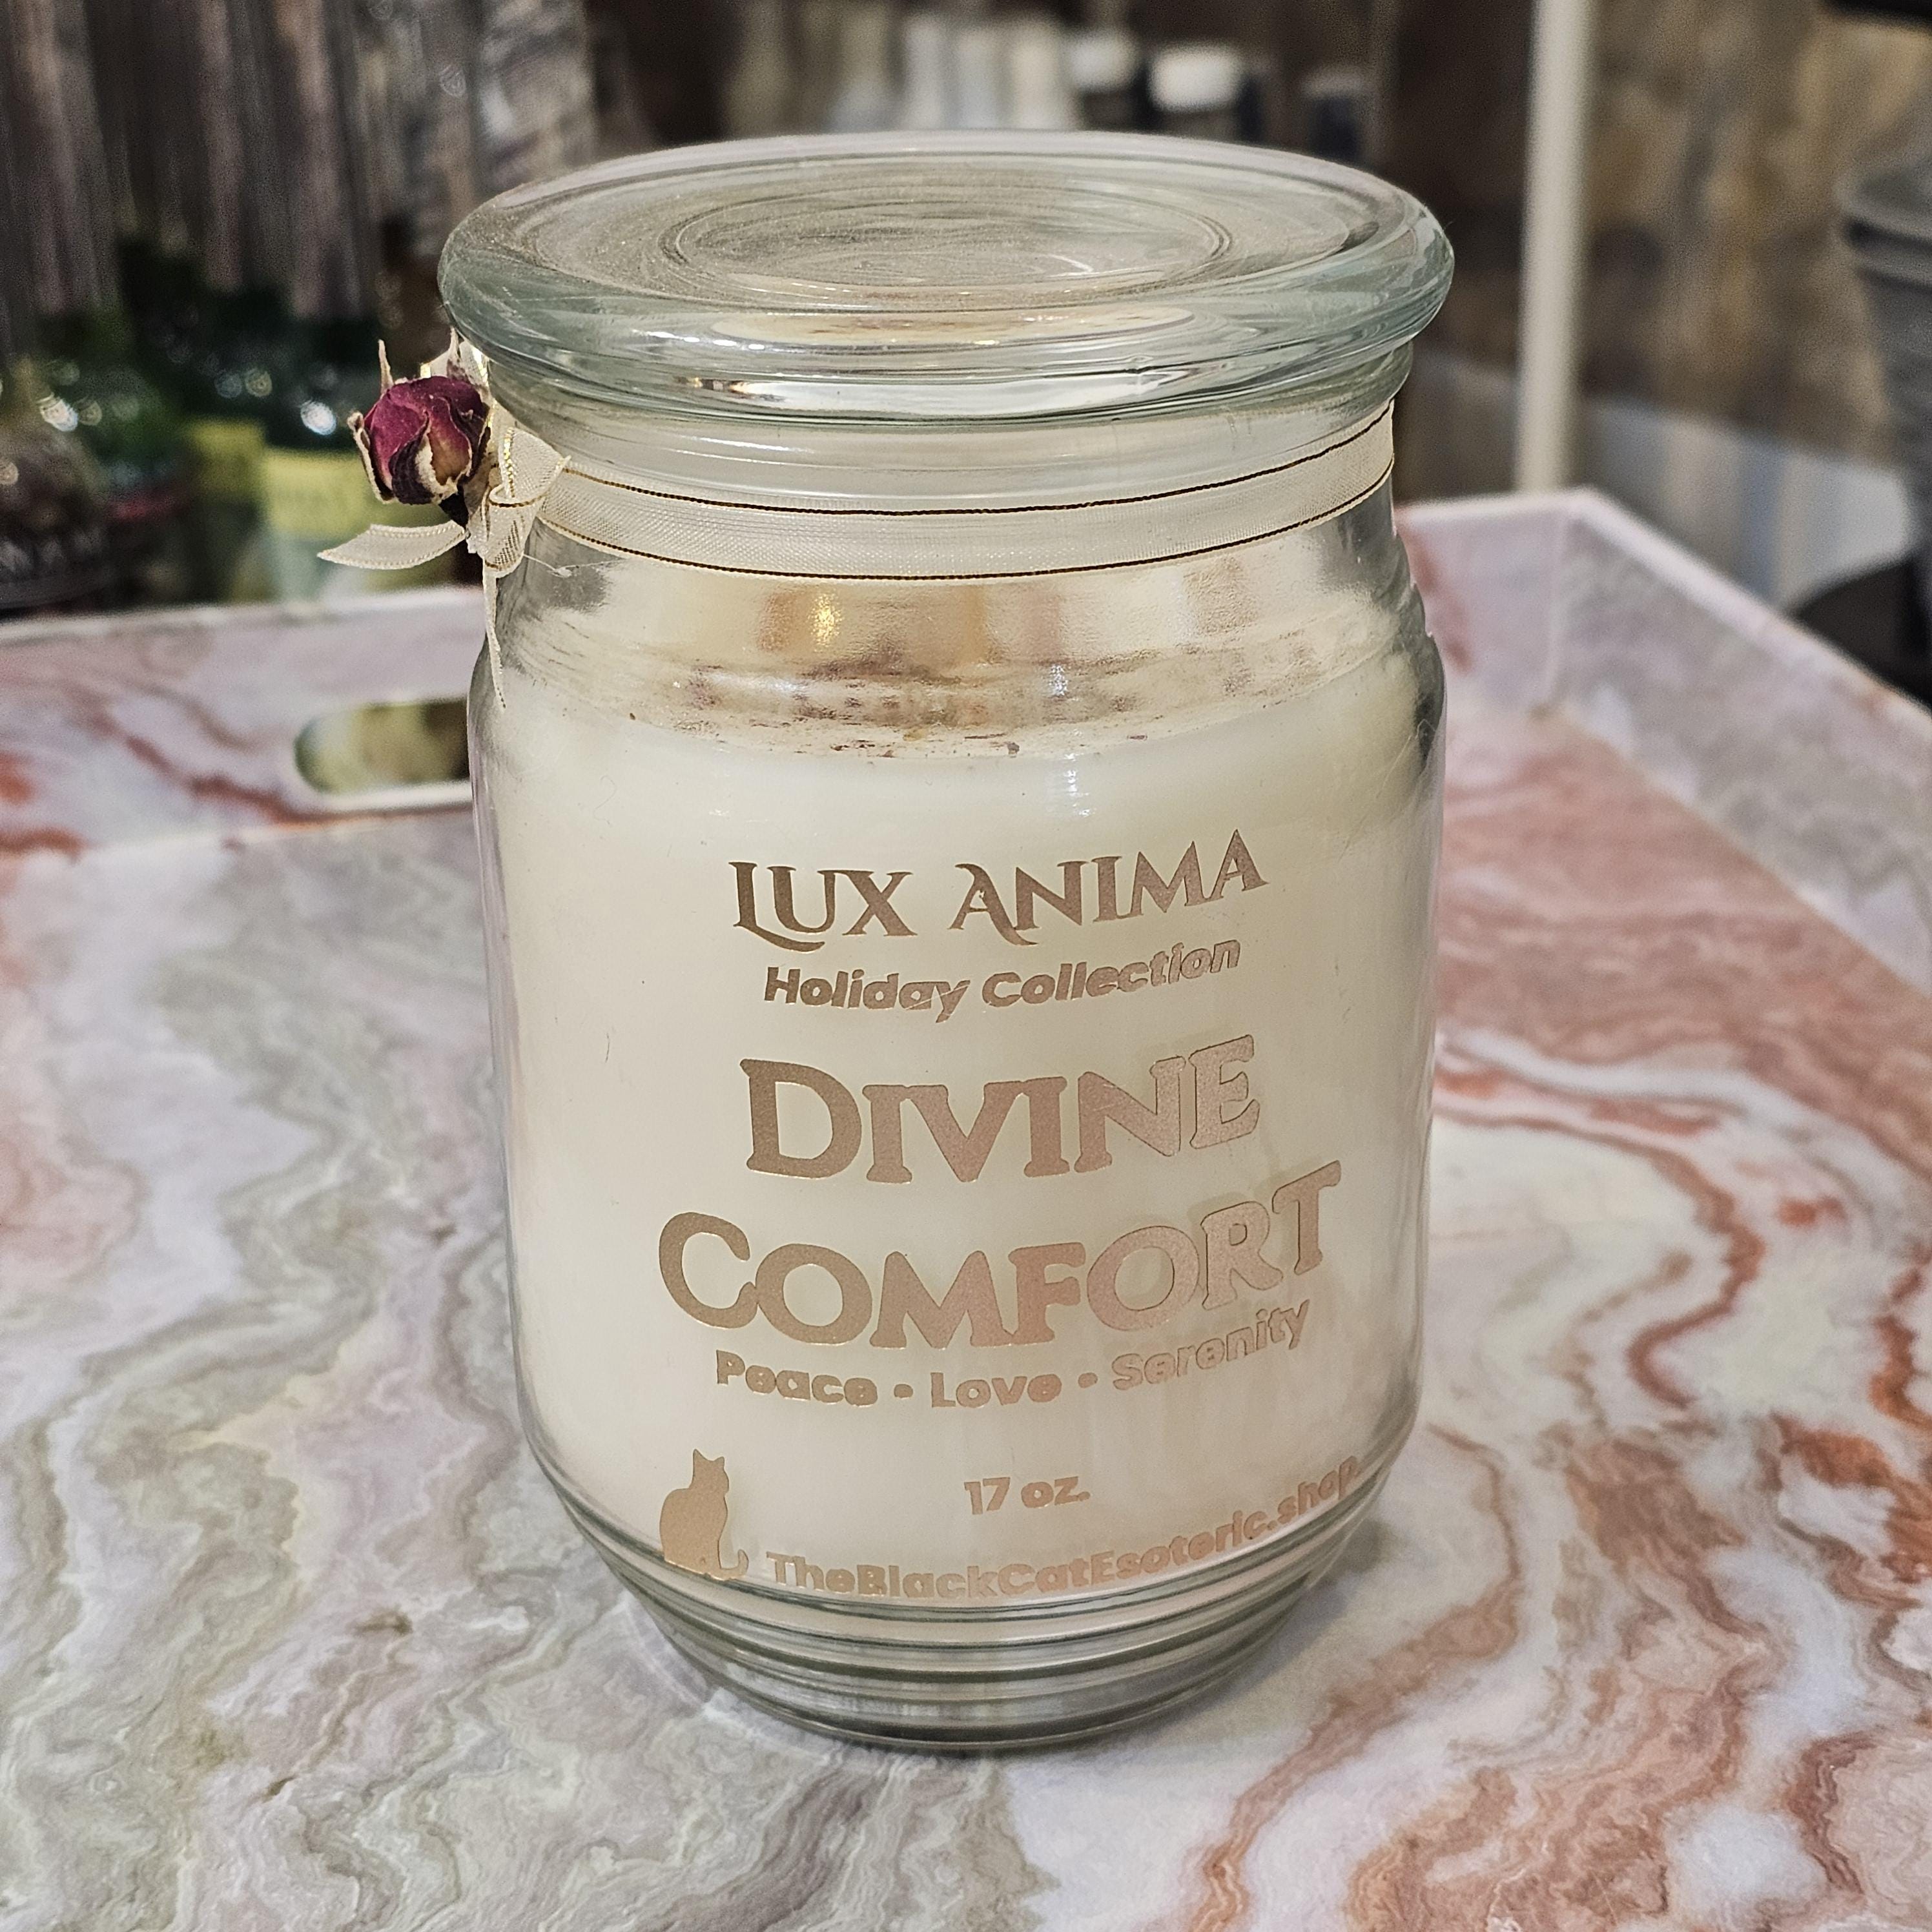 LUX ANIMA
Holiday Collection
DIVINE
COMFORT
Peace • Love • Serenity
17 oz.
TheBlackCatEsoteric.shop